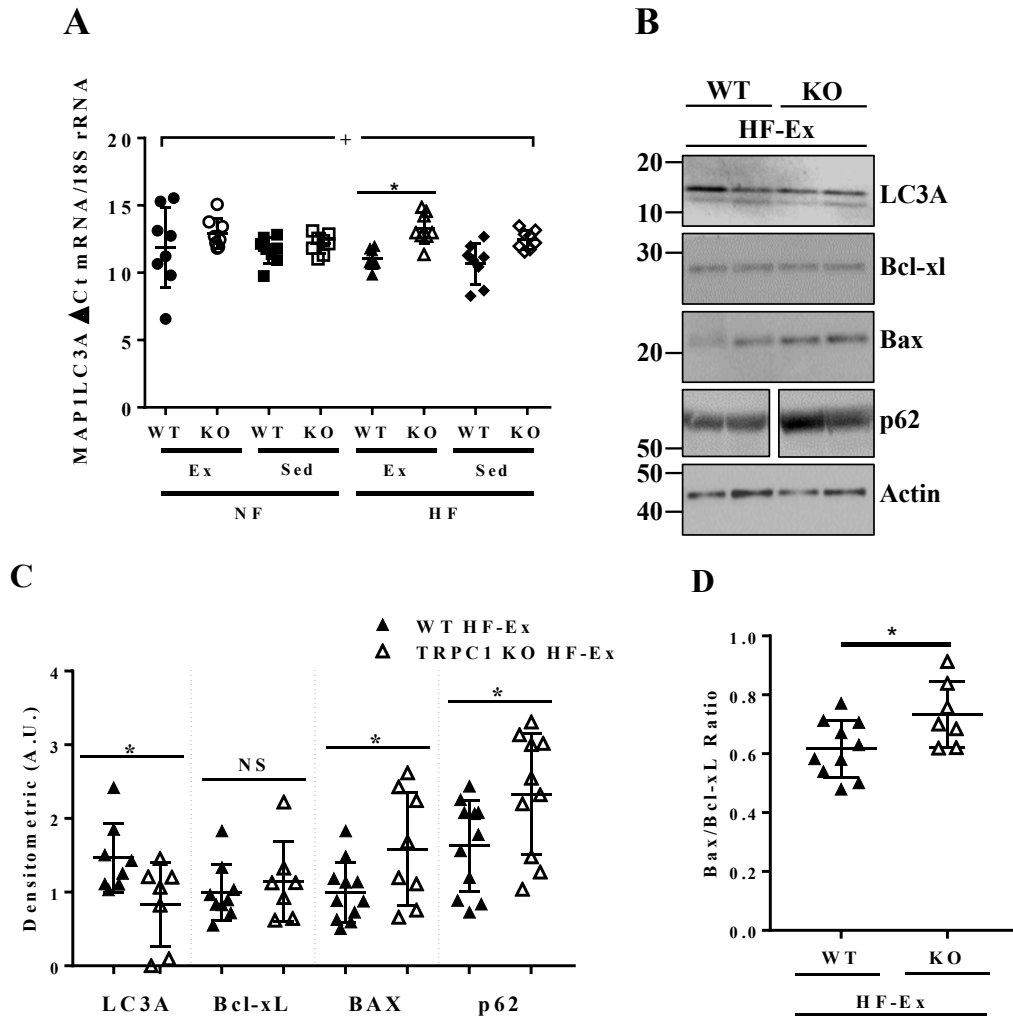 A
MAP1LC3A ▲Ct mRNA/18S rRNA
20
15
10
5
0
+
*
WT KO WT KO WT KO WT KO
Ex Sed Ex Sed
NF HF
B
WT KO
HF-Ex
20
10
LC3A
30
Bcl-xl
20
Bax
50
p62
50
40
Actin
C
▲ WT HF-Ex
△ TRPC1 KO HF-Ex
Densitometric (A.U.)
4
3
2
1
0
*
NS
*
*
LC3A Bcl-xL BAX p62
D
Bax/Bcl-xL Ratio
1.0
0.8
0.6
0.4
0.2
0.0
*
WT KO
HF-Ex